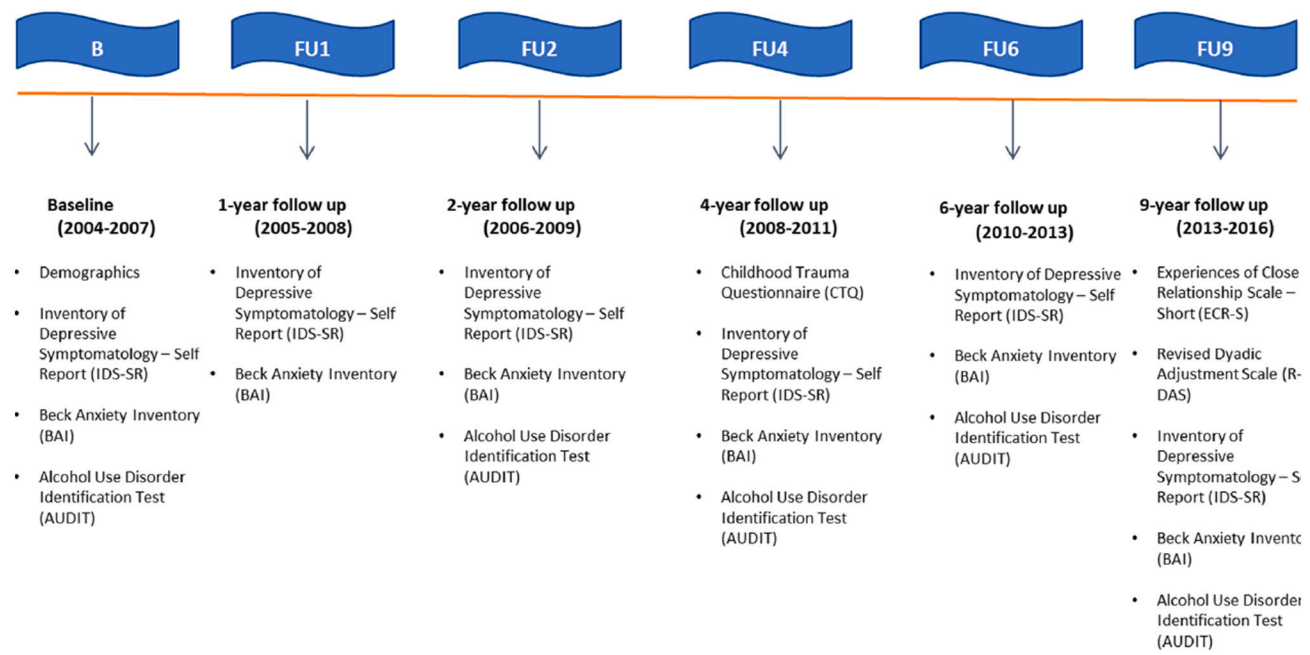 B
FU1
FU2
FU4
FU6
FU9
Baseline
(2004-2007)
• Demographics
• Inventory of
Depressive
Symptomatology – Self
Report (IDS-SR)
• Beck Anxiety Inventory
(BAI)
• Alcohol Use Disorder
Identification Test
(AUDIT)
1-year follow up
(2005-2008)
• Inventory of
Depressive
Symptomatology – Self
Report (IDS-SR)
• Beck Anxiety Inventory
(BAI)
2-year follow up
(2006-2009)
• Inventory of
Depressive
Symptomatology – Self
Report (IDS-SR)
• Beck Anxiety Inventory
(BAI)
• Alcohol Use Disorder
Identification Test
(AUDIT)
4-year follow up
(2008-2011)
• Childhood Trauma
Questionnaire (CTQ)
• Inventory of
Depressive
Symptomatology – Self
Report (IDS-SR)
• Beck Anxiety Inventory
(BAI)
• Alcohol Use Disorder
Identification Test
(AUDIT)
6-year follow up
(2010-2013)
• Inventory of Depressive
Symptomatology – Self
Report (IDS-SR)
• Beck Anxiety Inventory
(BAI)
• Alcohol Use Disorder
Identification Test
(AUDIT)
9-year follow up
(2013-2016)
• Experiences of Close
Relationship Scale –
Short (ECR-S)
• Revised Dyadic
Adjustment Scale (R-
DAS)
• Inventory of
Depressive
Symptomatology –
Report (IDS-SR)
• Beck Anxiety
(BAI)
• Alcohol Use Disorder
Identification Test
(AUDIT)